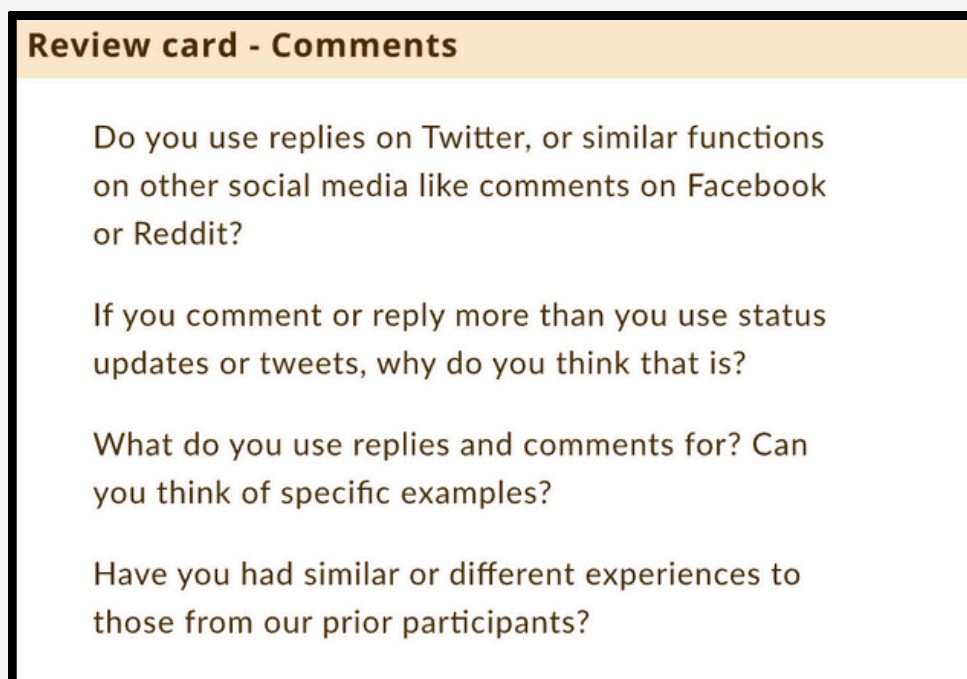 Review card - Comments
Do you use replies on Twitter, or similar functions
on other social media like comments on Facebook
or Reddit?
If you comment or reply more than you use status
updates or tweets, why do you think that is?
What do you use replies and comments for? Can
you think of specific examples?
Have you had similar or different experiences to
those from our prior participants?